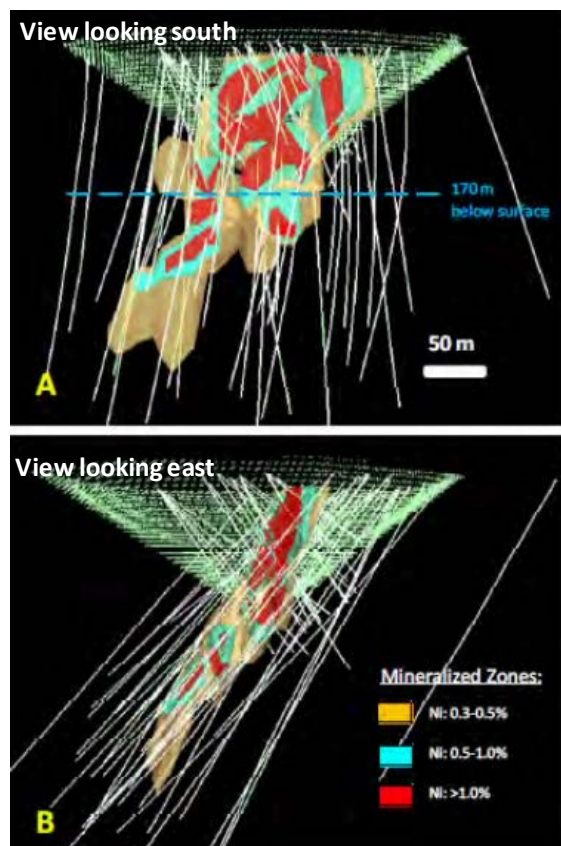 View looking south
170 m
below surface
50 m
A
View looking east
Mineralized Zones:
Ni: 0.3-0.5%
Ni: 0.5-1.0%
Ni: >1.0%
B